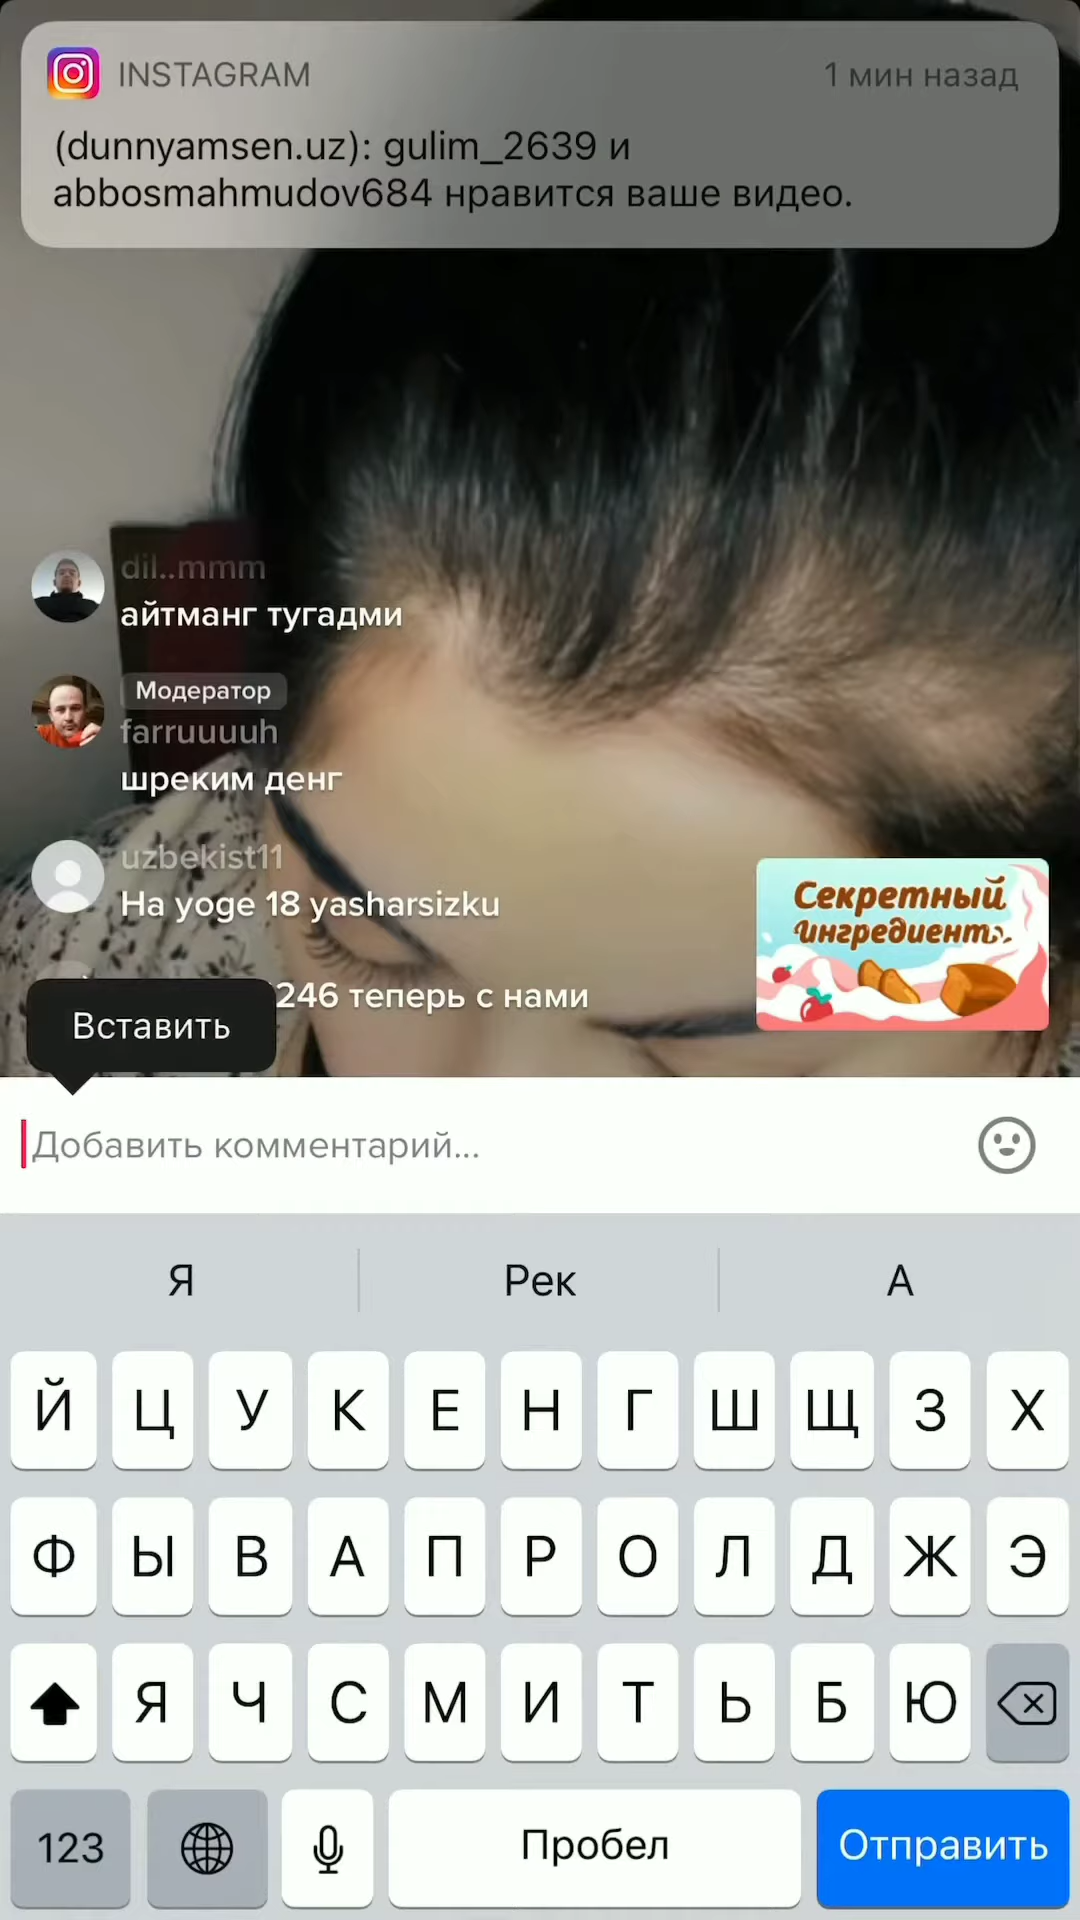 INSTAGRAM
1 мин назад
(dunnyamsen.uz): gulim_2639 и
abbosmahmudov684 нравится ваше видео.
dil..mmm
айтманг тугадми
Модератор
farruuuuh
шреким денг
uzbekist11
Ha yoge 18 yasharsizku
246 теперь с нами
Секретный
ингредиент
Вставить
Добавить комментарий...
Я Рек А
Й Ц У К Е Н Г Ш Щ З Х
Ф Ы В А П Р О Л Д Ж Э
Я Ч С М И Т Ь Б Ю
123 Пробел Отправить